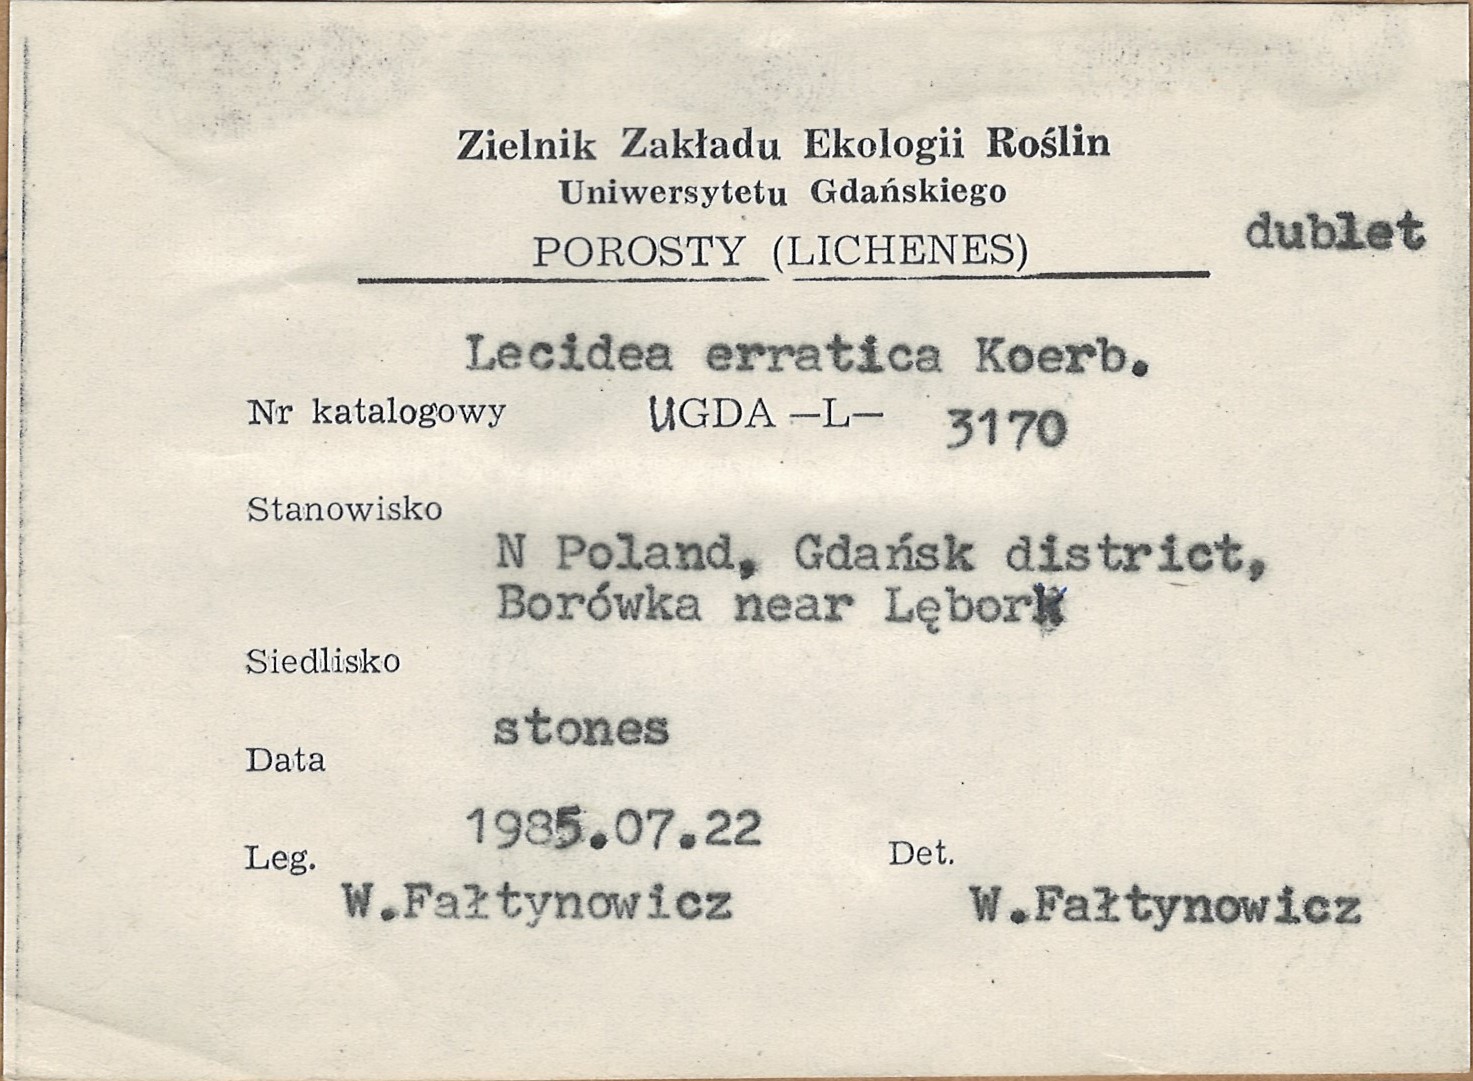 Zielnik Zakładu Ekologii Roślin
Uniwersytetu Gdańskiego
POROSTY (LICHENES)
dublet
Lecidea erratica Koerb.
Nr katalogowy UGDA —L— 3170
Stanowisko
N Poland, Gdańsk district,
Borówka near Lębork
Siedlisko
stones
Data
1985.07.22
Leg. Det.
W.Fałtynowicz W.Fałtynowicz